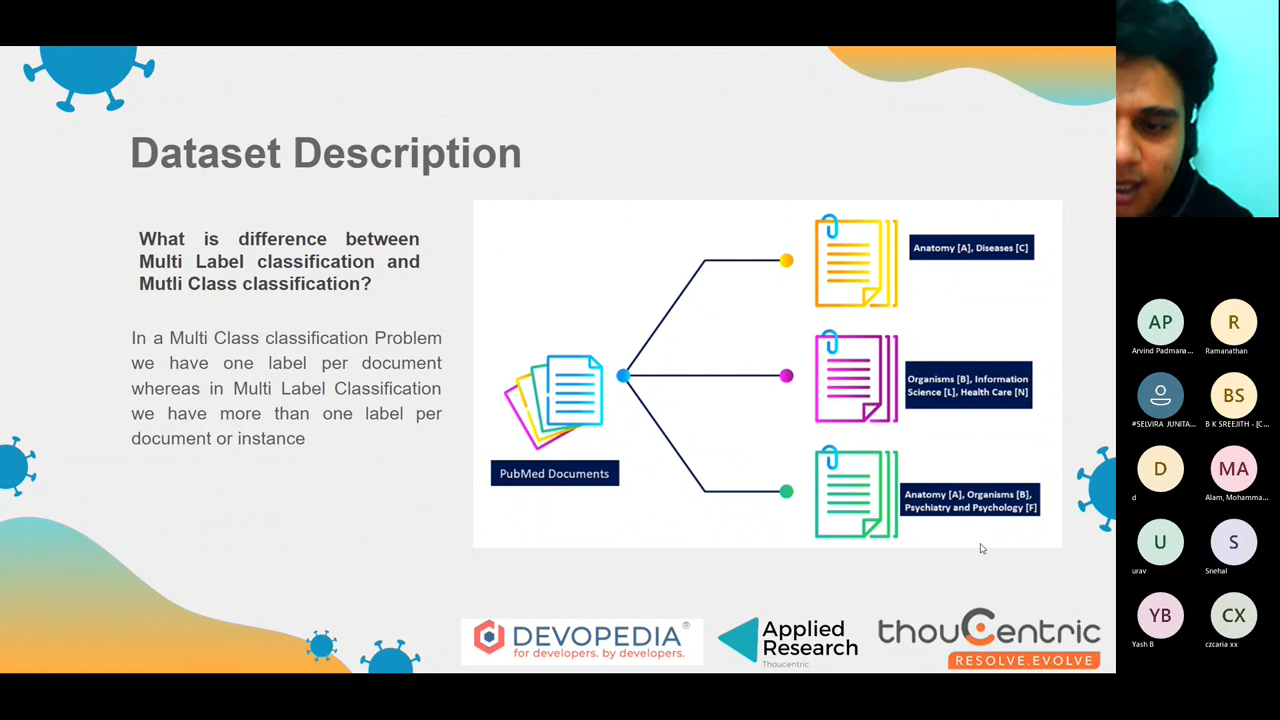 Dataset Description
What is difference between
Multi Label classification and
Mutli Class classification?
In a Multi Class classification Problem
we have one label per document
whereas in Multi Label Classification
we have more than one label per
document or instance
PubMed Documents
Anatomy [A], Diseases [C]
Organisms [B], Information
Science [L], Health Care [N]
Anatomy [A], Organisms [B],
Psychiatry and Psychology [F]
DEVOPEDIA®
for developers. by developers.
Applied
Research
Thoucentric
thouCentric
RESOLVE.EVOLVE
AP
Arvind Padmana...
R
Ramanathan
#SELVIRA JUNITA...
BS
B K SREEJITH - [C...
D
d
MA
Alam, Mohamma...
U
urav
S
Snehal
YB
Yash B
CX
czcaria xx